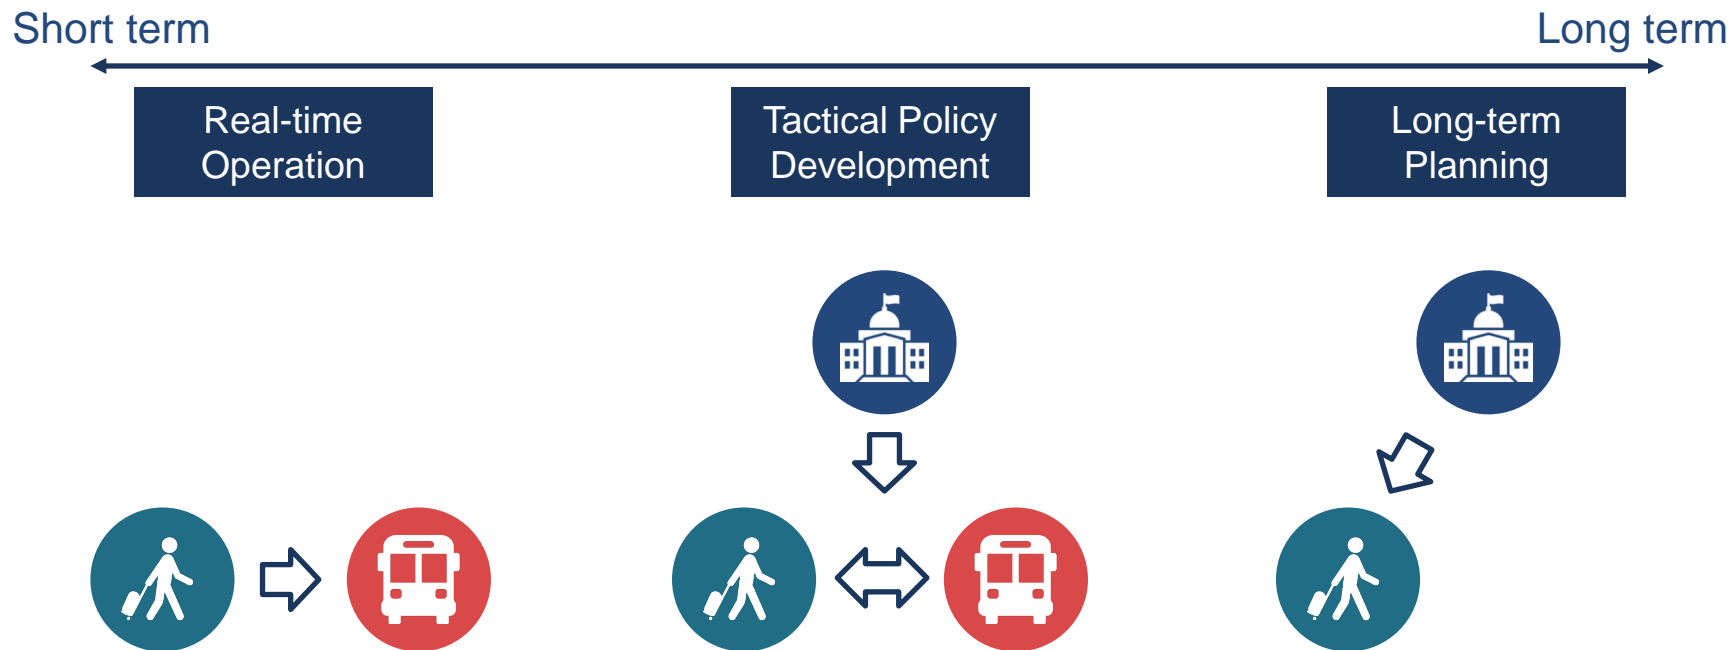 Short term
Long term
Real-time
Operation
Tactical Policy
Development
Long-term
Planning